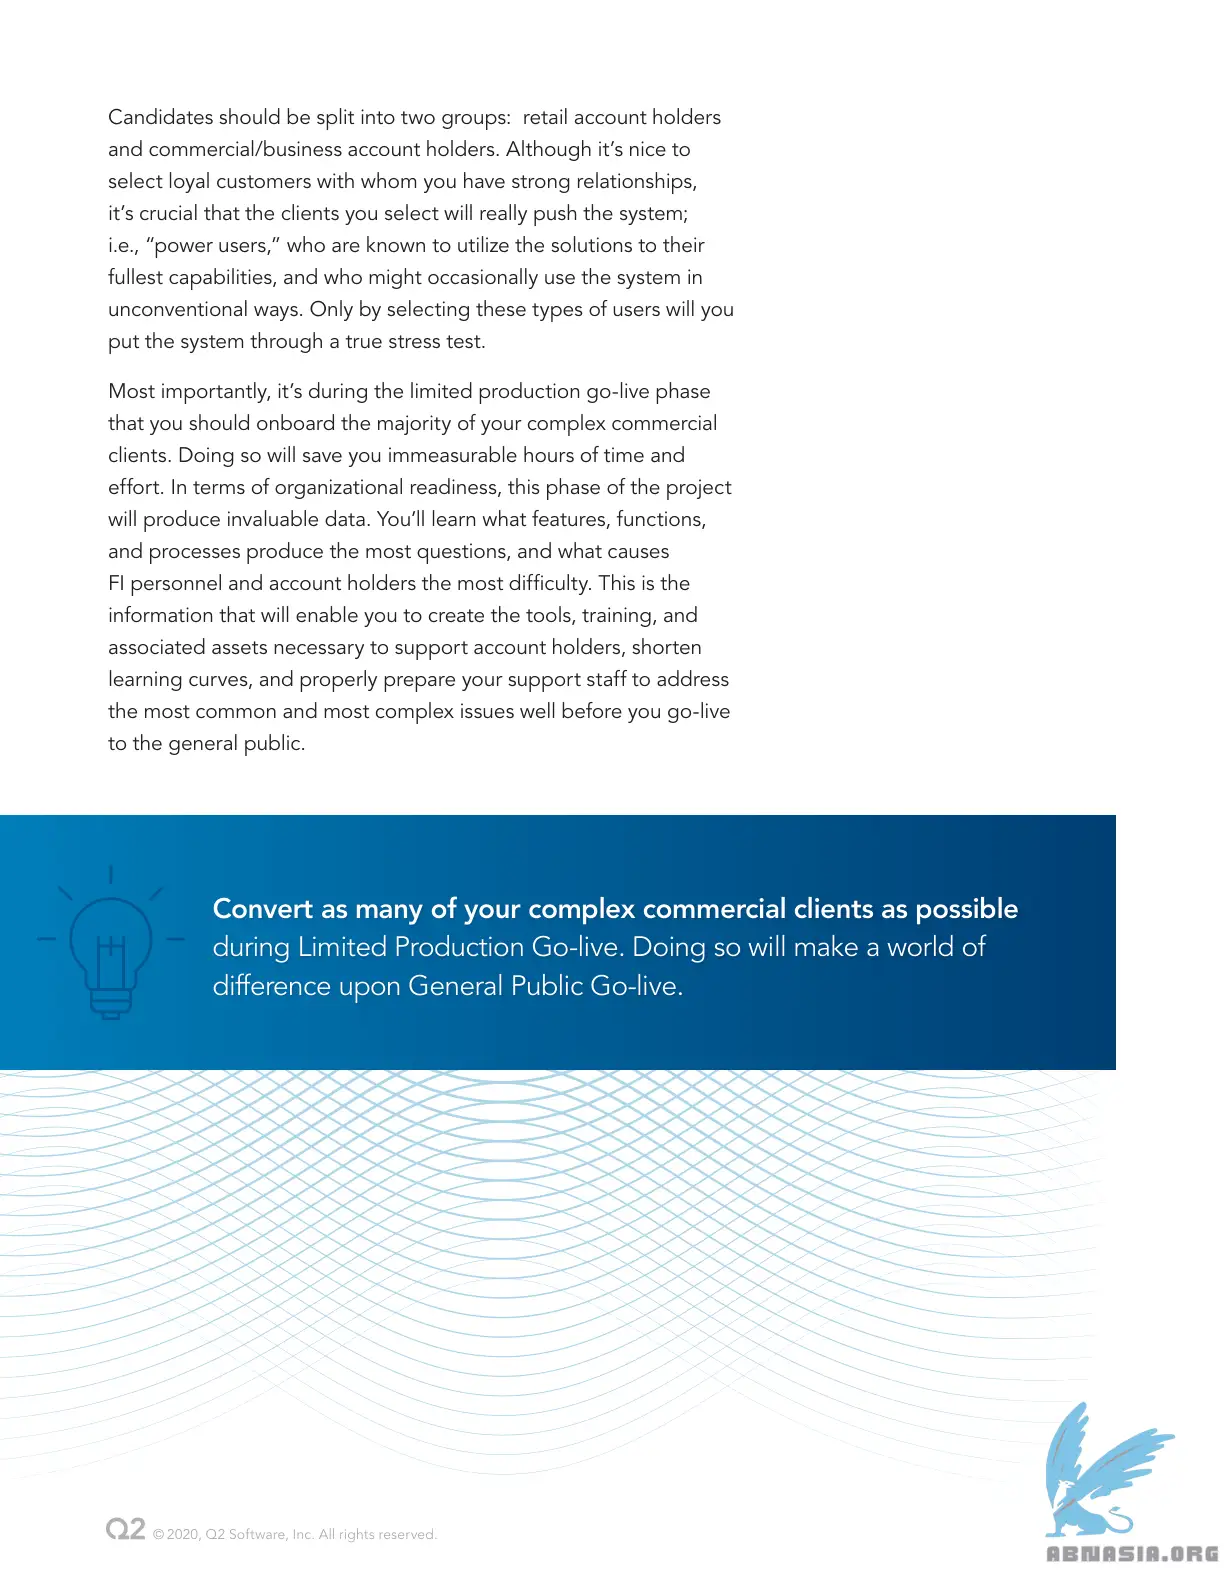 Candidates should be split into two groups:  retail account holders
and commercial/business account holders. Although it’s nice to
select loyal customers with whom you have strong relationships,
it’s crucial that the clients you select will really push the system;
i.e., “power users,” who are known to utilize the solutions to their
fullest capabilities, and who might occasionally use the system in
unconventional ways. Only by selecting these types of users will you
put the system through a true stress test.
Most importantly, it’s during the limited production go-live phase
that you should onboard the majority of your complex commercial
clients. Doing so will save you immeasurable hours of time and
effort. In terms of organizational readiness, this phase of the project
will produce invaluable data. You’ll learn what features, functions,
and processes produce the most questions, and what causes
FI personnel and account holders the most difficulty. This is the
information that will enable you to create the tools, training, and
associated assets necessary to support account holders, shorten
learning curves, and properly prepare your support staff to address
the most common and most complex issues well before you go-live
to the general public.
Convert as many of your complex commercial clients as possible
during Limited Production Go-live. Doing so will make a world of
difference upon General Public Go-live.
Q2 © 2020, Q2 Software, Inc. All rights reserved.
ABNASIA.ORG